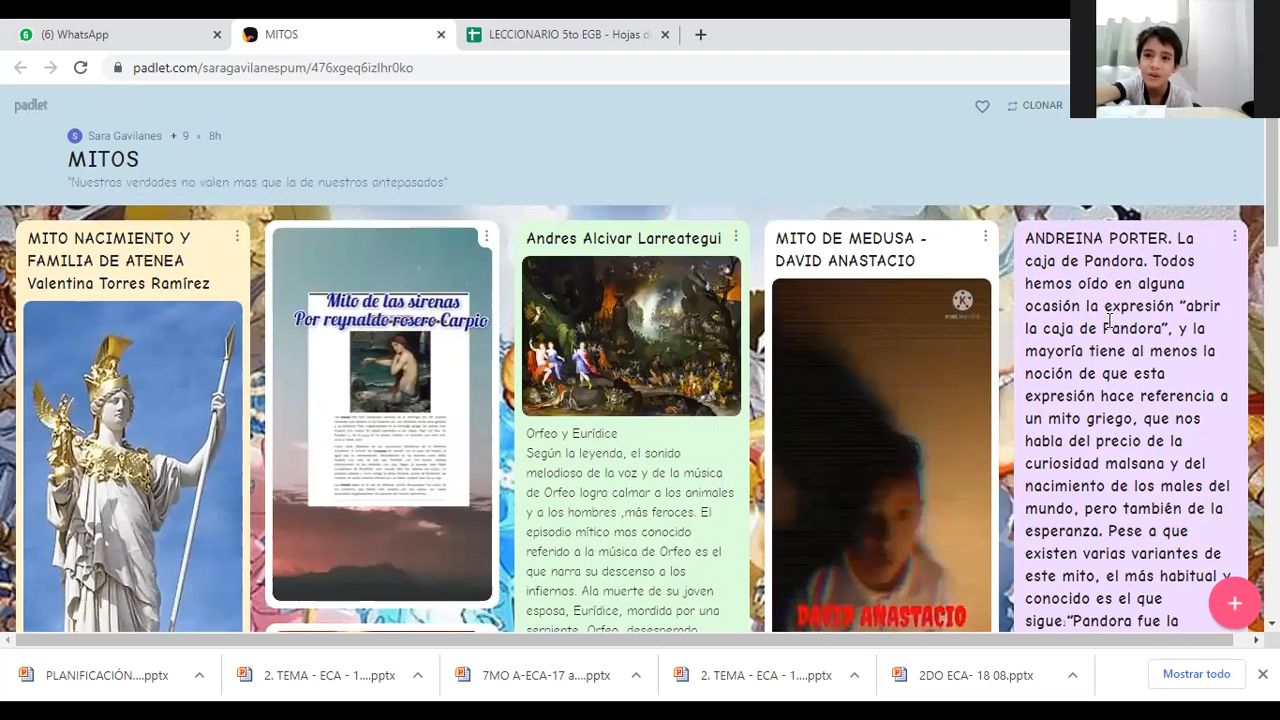 (6) WhatsApp
MITOS
LECCIONARIO 5to EGB - Hojas de
padlet.com/saragavilanespum/476xgeq6izlhr0ko
padlet
CLONAR
S Sara Gavilanes + 9 • 8h
MITOS
"Nuestras verdades no valen mas que la de nuestros antepasados"
MITO NACIMIENTO Y
FAMILIA DE ATENEA
Valentina Torres Ramírez
Mito de las sirenas
Por reynaldo rosero Carpio
Andres Alcivar Larreategui
Orfeo y Eurídice
Según la leyenda, el sonido
melodioso de la voz y de la música
de Orfeo logra calmar a los animales
y a los hombres ,más feroces. El
episodio mítico mas conocido
referido a la música de Orfeo es el
que narra su descenso a los
infiernos. Ala muerte de su joven
esposa, Eurídice, mordida por una
serpiente, Orfeo, desesperado
MITO DE MEDUSA -
DAVID ANASTACIO
KINEMASTER
DAVID ANASTACIO
ANDREINA PORTER. La
caja de Pandora. Todos
hemos oído en alguna
ocasión la expresión “abrir
la caja de Pandora”, y la
mayoría tiene al menos la
noción de que esta
expresión hace referencia a
un mito griego que nos
habla del precio de la
curiosidad malsana y del
nacimiento de los males del
mundo, pero también de la
esperanza. Pese a que
existen varias variantes de
este mito, el más habitual y
conocido es el que
sigue:“Pandora fue la
PLANIFICACIÓN....pptx
2. TEMA - ECA - 1....pptx
7MO A-ECA-17 a....pptx
2. TEMA - ECA - 1....pptx
2DO ECA- 18 08.pptx
Mostrar todo